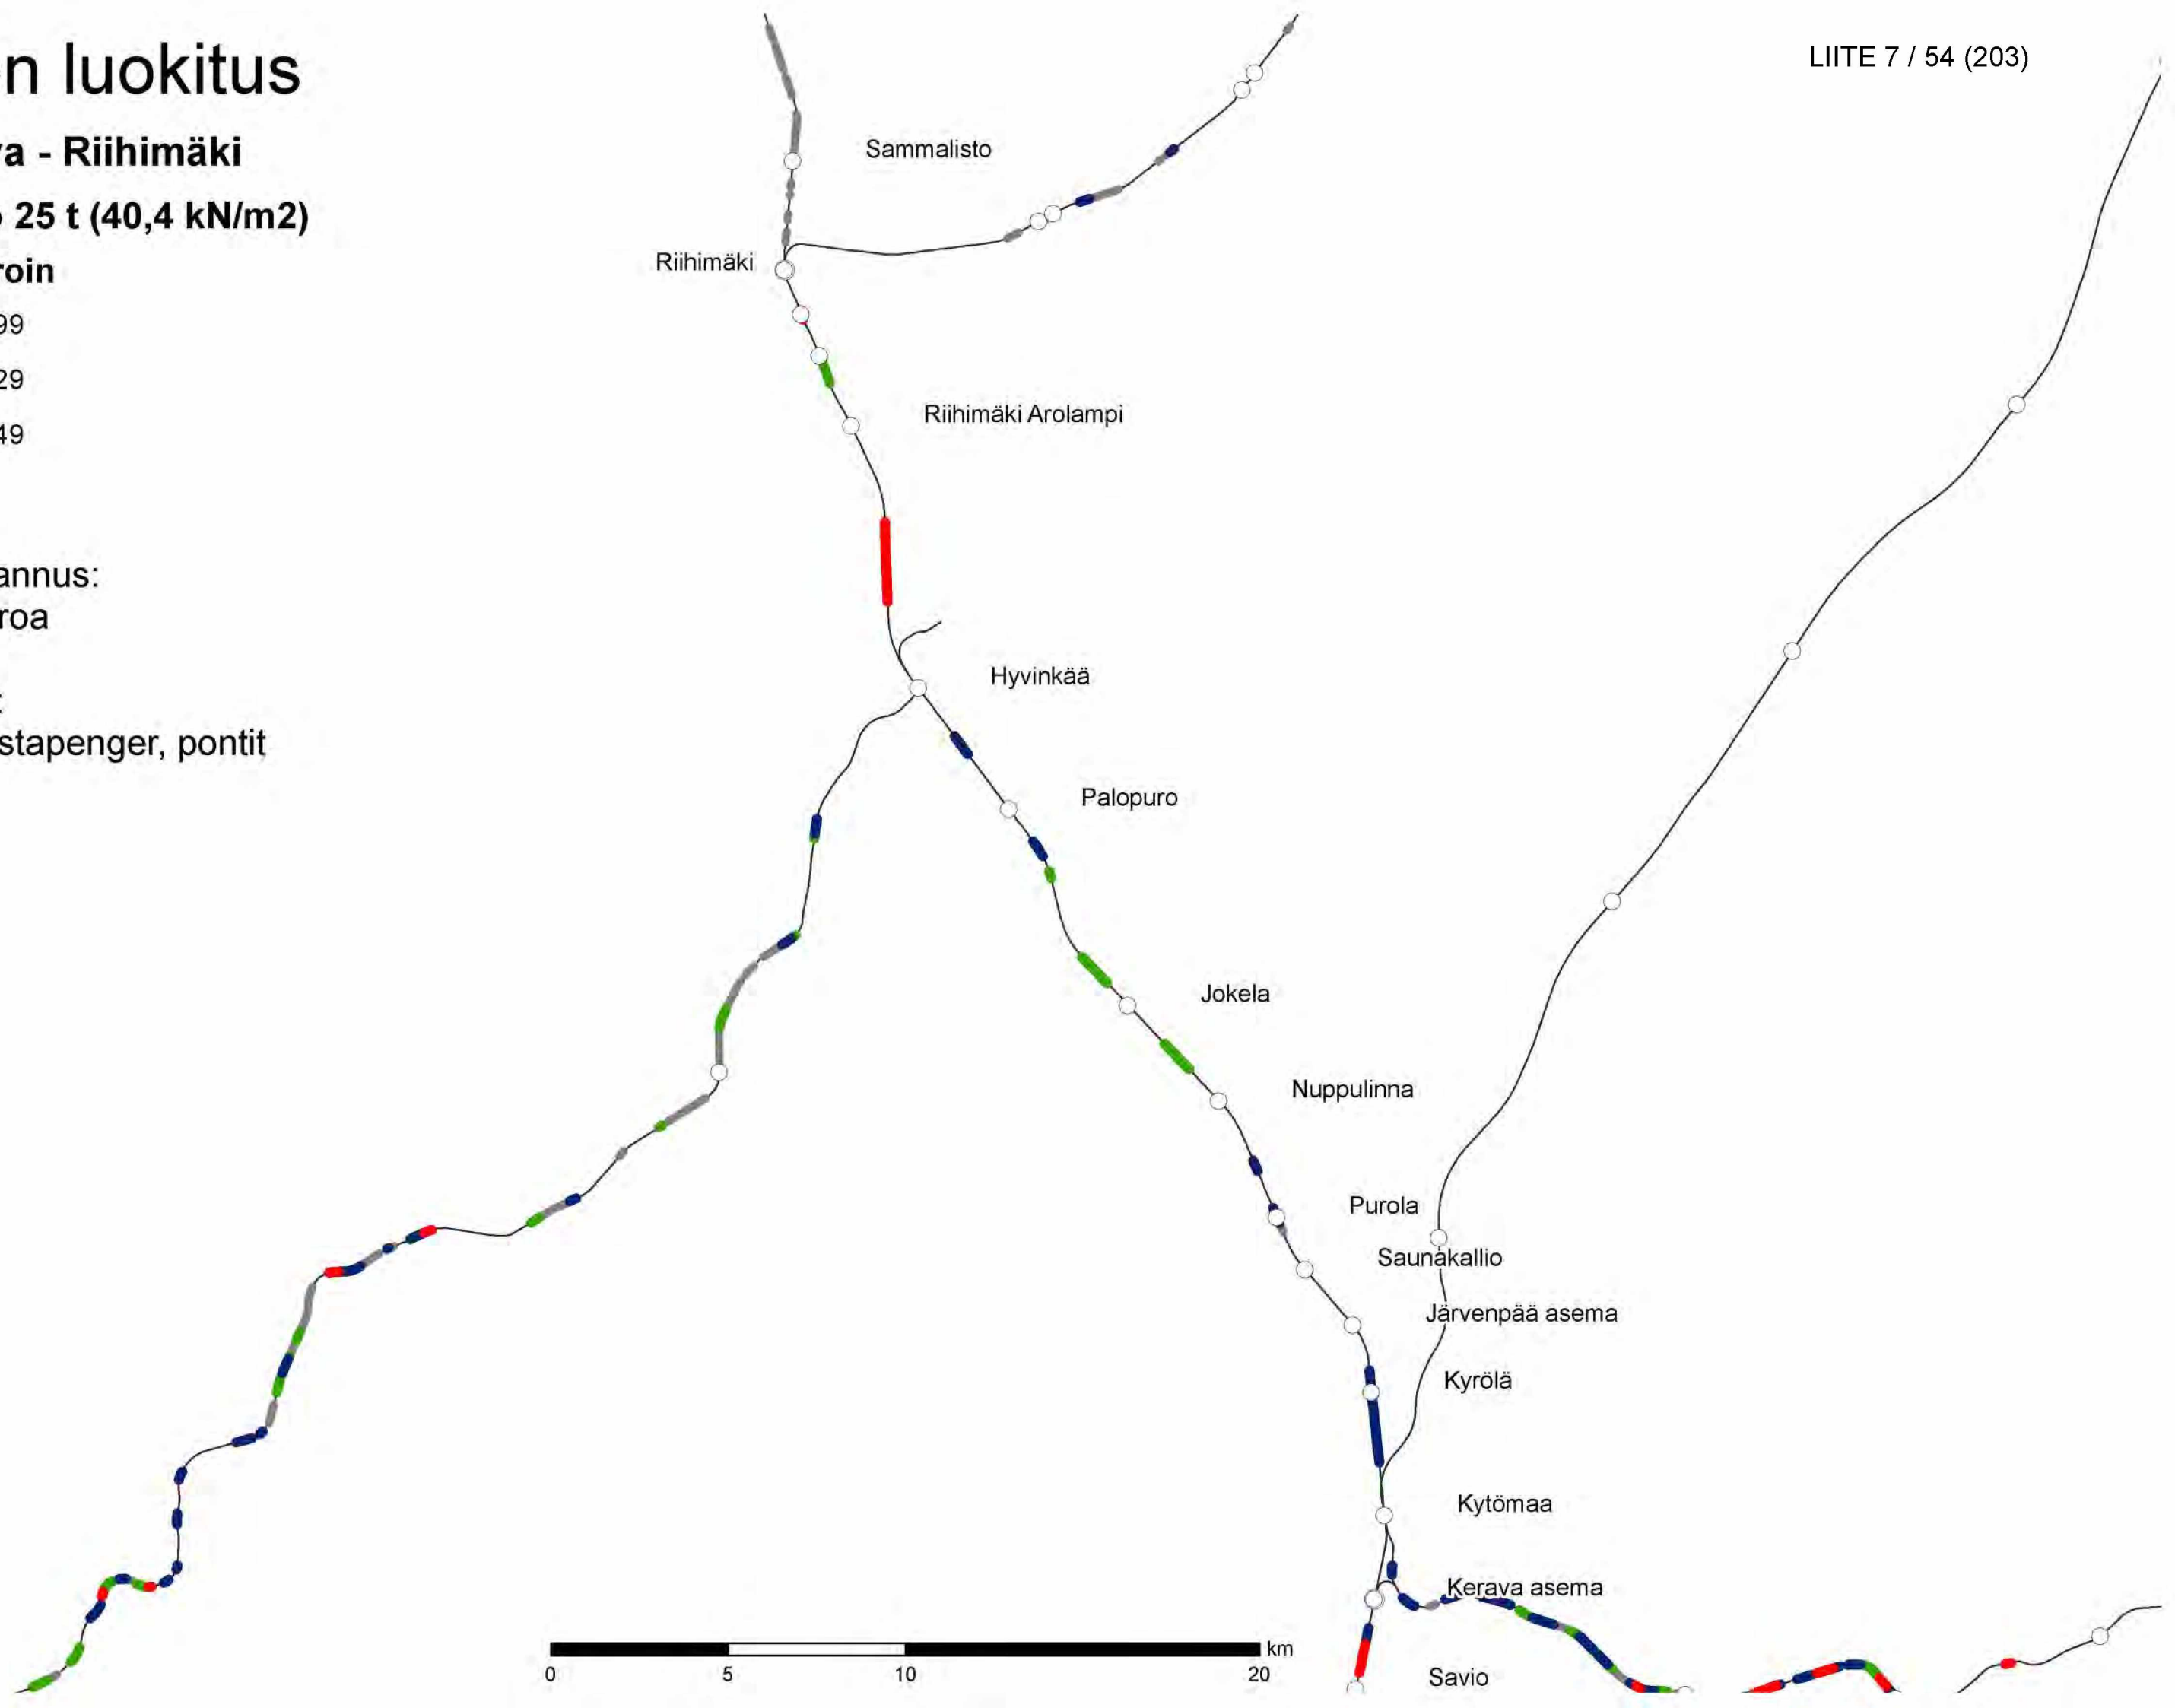 LIITE 7 / 54 (203)
n luokitus
va - Riihimäki
25 t (40,4 kN/m2)
roin
99
29
49
annus:
roa
stapenger, pontit
Sammalisto
Riihimäki
Riihimäki Arolampi
Hyvinkää
Palopuro
Jokela
Nuppulinna
Purola
Saunakallio
Järvenpää asema
Kyrölä
Kytömaa
Kerava asema
Savio
km
0 5 10 20